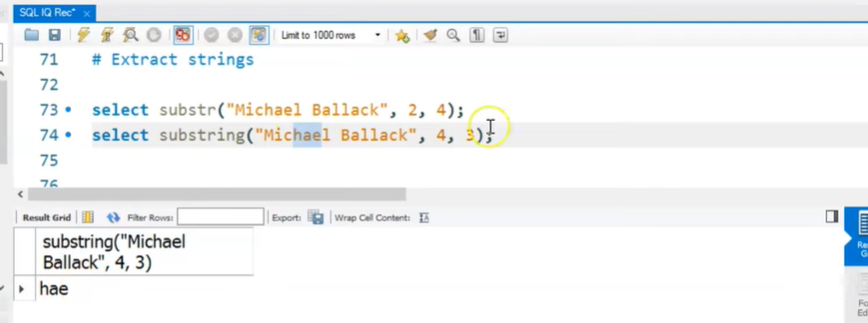 SQL IQ Rec*
Limit to 1000 rows
71 # Extract strings
72
73 select substr("Michael Ballack", 2, 4);
74 select substring("Michael Ballack", 4, 3);
75
76
Result Grid Filter Rows: Export: Wrap Cell Content:
substring("Michael
Ballack", 4, 3)
hae